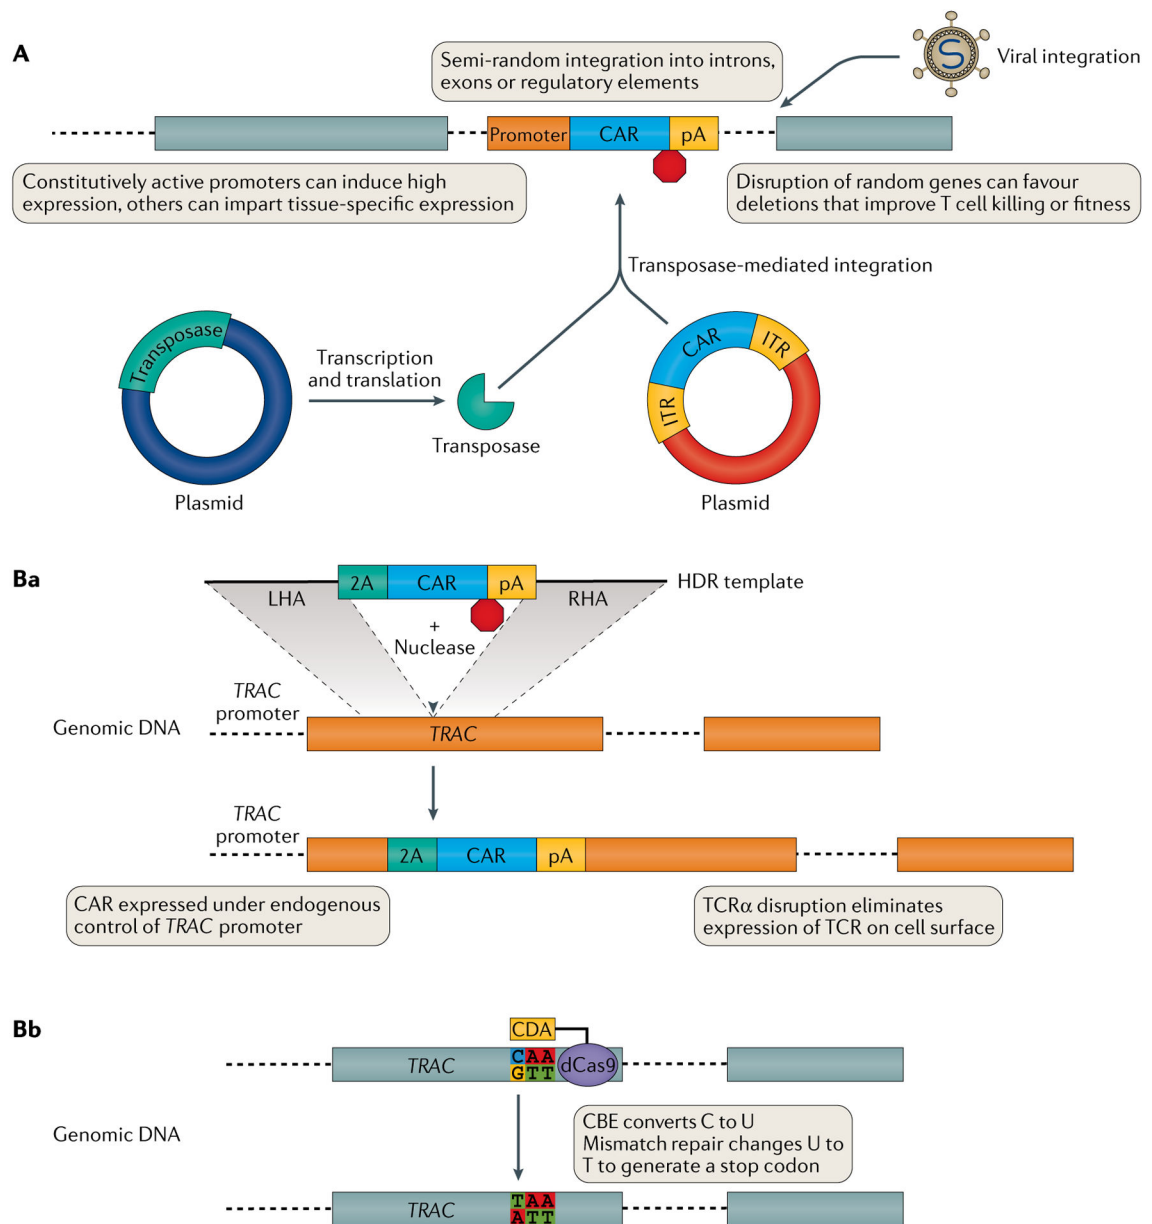 A
Semi-random integration into introns,
exons or regulatory elements
Viral integration
Promoter
CAR
pA
Constitutively active promoters can induce high
expression, others can impart tissue-specific expression
Disruption of random genes can favour
deletions that improve T cell killing or fitness
Transposase-mediated integration
Transposase
Transcription
and translation
Transposase
CAR
ITR
ITR
Plasmid
Plasmid
Ba
2A
CAR
pA
HDR template
LHA
RHA
+
Nuclease
TRAC
promoter
Genomic DNA
TRAC
TRAC
promoter
2A
CAR
pA
CAR expressed under endogenous
control of TRAC promoter
TCRα disruption eliminates
expression of TCR on cell surface
Bb
CDA
TRAC
CAA
GTT
dCas9
CBE converts C to U
Mismatch repair changes U to
T to generate a stop codon
Genomic DNA
TRAC
TAA
ATT